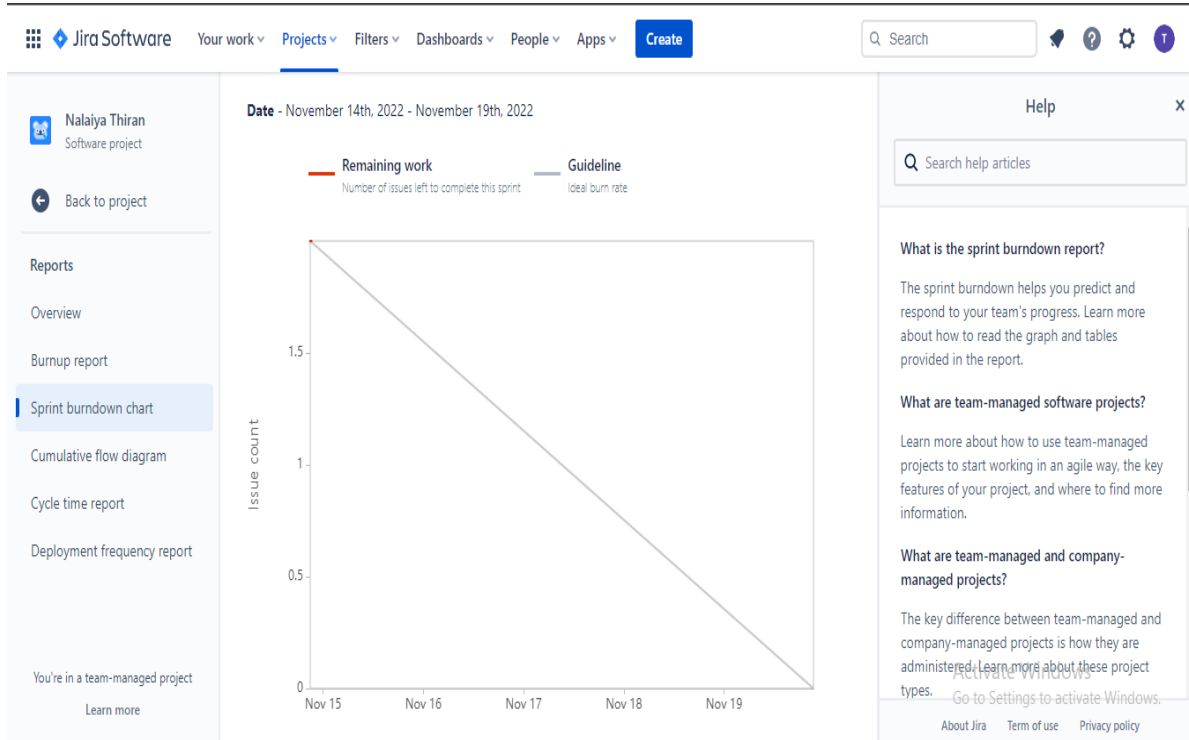 Jira Software Your work Projects Filters Dashboards People Apps Create Search ? T
Nalaiya Thiran
Software project
Back to project
Reports
Overview
Burnup report
Sprint burndown chart
Cumulative flow diagram
Cycle time report
Deployment frequency report
You're in a team-managed project
Learn more
Date - November 14th, 2022 - November 19th, 2022
Remaining work
Number of issues left to complete this sprint
Guideline
Ideal burn rate
Issue count
1.5
1
0.5
0
Nov 15 Nov 16 Nov 17 Nov 18 Nov 19
Help
Search help articles
What is the sprint burndown report?
The sprint burndown helps you predict and
respond to your team's progress. Learn more
about how to read the graph and tables
provided in the report.
What are team-managed software projects?
Learn more about how to use team-managed
projects to start working in an agile way, the key
features of your project, and where to find more
information.
What are team-managed and company-
managed projects?
The key difference between team-managed and
company-managed projects is how they are
administered. Learn more about these project
types.
Activate Windows
Go to Settings to activate Windows.
About Jira Term of use Privacy policy